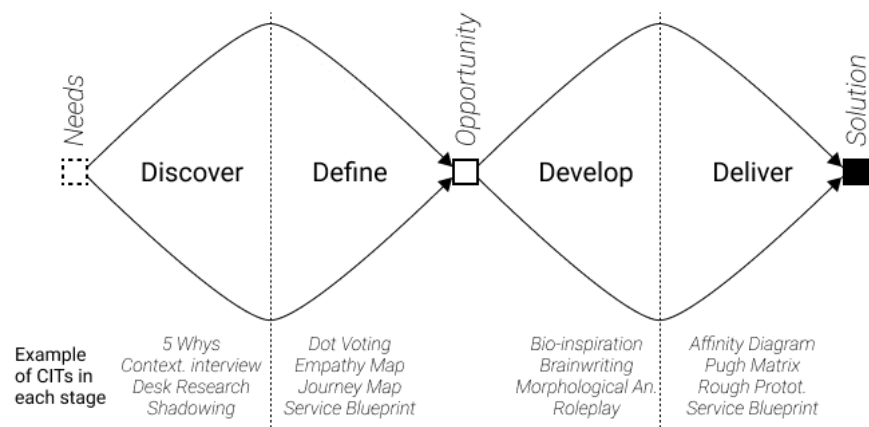 Needs
Opportunity
Solution
Discover
Define
Develop
Deliver
Example
of CITs in
each stage
5 Whys
Context. interview
Desk Research
Shadowing
Dot Voting
Empathy Map
Journey Map
Service Blueprint
Bio-inspiration
Brainwriting
Morphological An.
Roleplay
Affinity Diagram
Pugh Matrix
Rough Protot.
Service Blueprint